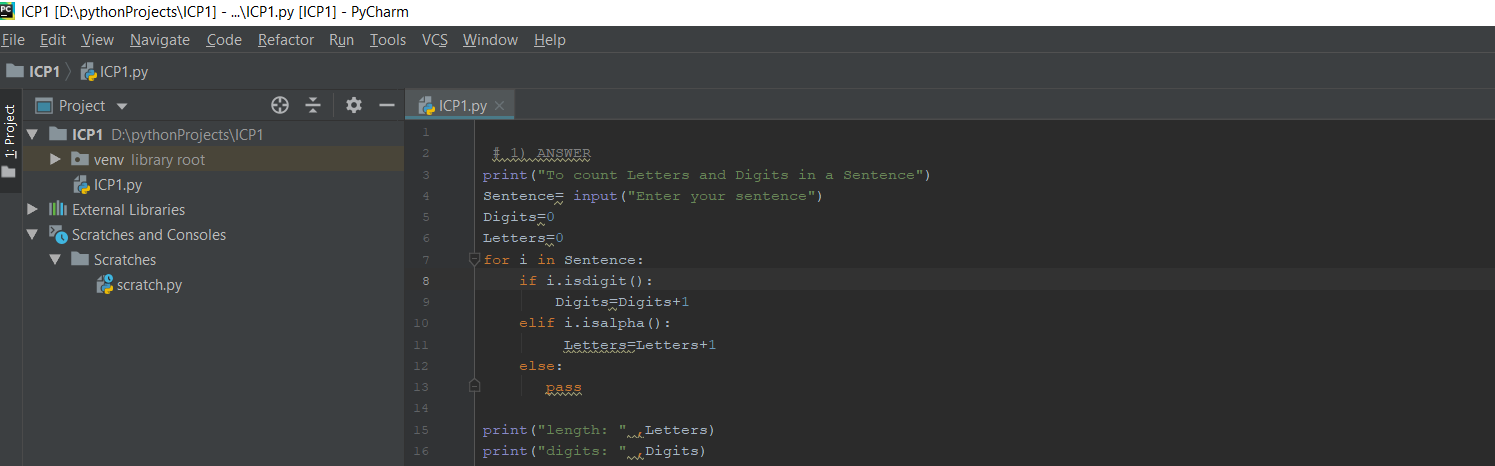 ICP1 [D:\pythonProjects\ICP1] - ...\ICP1.py [ICP1] - PyCharm
File Edit View Navigate Code Refactor Run Tools VCS Window Help
ICP1 ICP1.py
1: Project
Project
ICP1 D:\pythonProjects\ICP1
venv library root
ICP1.py
External Libraries
Scratches and Consoles
Scratches
scratch.py
ICP1.py
1
2 # 1) ANSWER
3 print("To count Letters and Digits in a Sentence")
4 Sentence= input("Enter your sentence")
5 Digits=0
6 Letters=0
7 for i in Sentence:
8     if i.isdigit():
9         Digits=Digits+1
10     elif i.isalpha():
11          Letters=Letters+1
12     else:
13        pass
14
15 print("length: " ,Letters)
16 print("digits: " ,Digits)